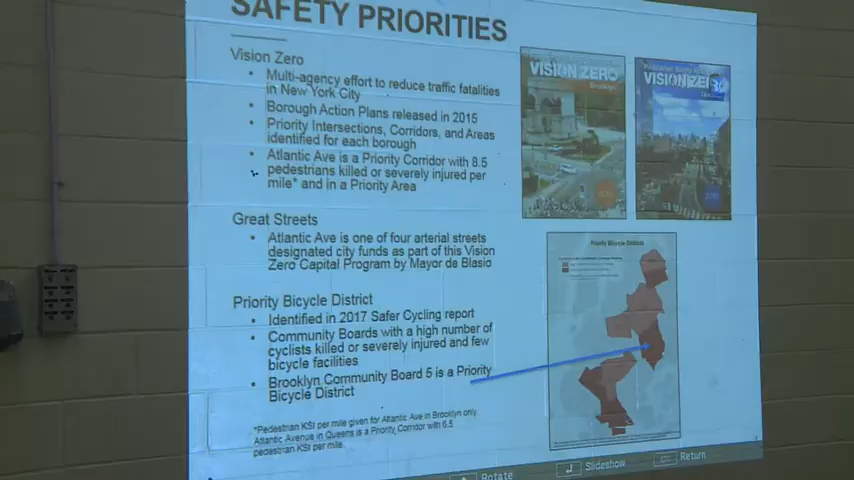 SAFETY PRIORITIES
Vision Zero
• Multi-agency effort to reduce traffic fatalities
in New York City
• Borough Action Plans released in 2015
• Priority Intersections, Corridors, and Areas
identified for each borough
• Atlantic Ave is a Priority Corridor with 8.5
pedestrians killed or severely injured per
mile* and in a Priority Area
Great Streets
• Atlantic Ave is one of four arterial streets
designated city funds as part of this Vision
Zero Capital Program by Mayor de Blasio
Priority Bicycle District
• Identified in 2017 Safer Cycling report
• Community Boards with a high number of
cyclists killed or severely injured and few
bicycle facilities
• Brooklyn Community Board 5 is a Priority
Bicycle District
*Pedestrian KSI per mile given for Atlantic Ave in Brooklyn only.
Atlantic Avenue in Queens is a Priority Corridor with 6.5
pedestrian KSI per mile.
VISION ZERO
Brooklyn
VISION ZERO
Priority Bicycle Districts
Rotate
Slideshow
Return